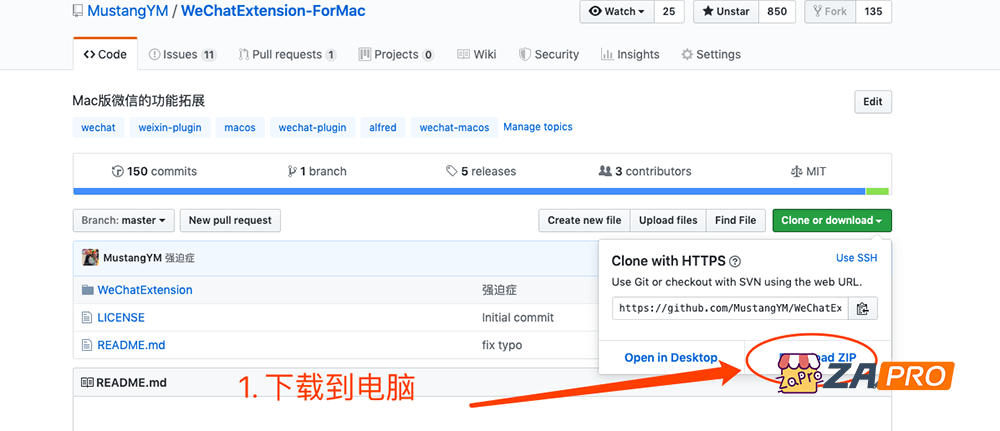 MustangYM / WeChatExtension-ForMac
Watch 25 Unstar 850 Fork 135
Code Issues 11 Pull requests 1 Projects 0 Wiki Security Insights Settings
Mac版微信的功能拓展
Edit
wechat weixin-plugin macos wechat-plugin alfred wechat-macos Manage topics
150 commits 1 branch 5 releases 3 contributors MIT
Branch: master New pull request Create new file Upload files Find File Clone or download
MustangYM 强迫症
WeChatExtension 强迫症
LICENSE Initial commit
README.md fix typo
README.md
Clone with HTTPS Use SSH
Use Git or checkout with SVN using the web URL.
https://github.com/MustangYM/WeChatEx
Open in Desktop ZIP
1. 下载到电脑
ZaPro ZAPRO